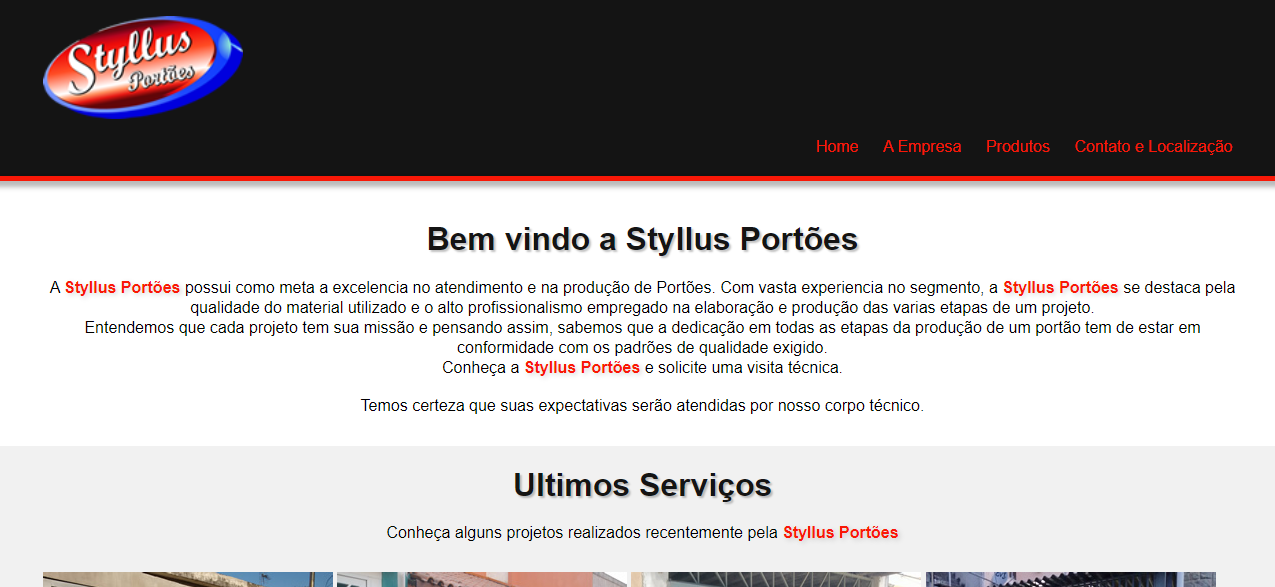 Styllus
Portões
Home A Empresa Produtos Contato e Localização
Bem vindo a Styllus Portões
A Styllus Portões possui como meta a excelencia no atendimento e na produção de Portões. Com vasta experiencia no segmento, a Styllus Portões se destaca pela
qualidade do material utilizado e o alto profissionalismo empregado na elaboração e produção das varias etapas de um projeto.
Entendemos que cada projeto tem sua missão e pensando assim, sabemos que a dedicação em todas as etapas da produção de um portão tem de estar em
conformidade com os padrões de qualidade exigido.
Conheça a Styllus Portões e solicite uma visita técnica.
Temos certeza que suas expectativas serão atendidas por nosso corpo técnico.
Ultimos Serviços
Conheça alguns projetos realizados recentemente pela Styllus Portões